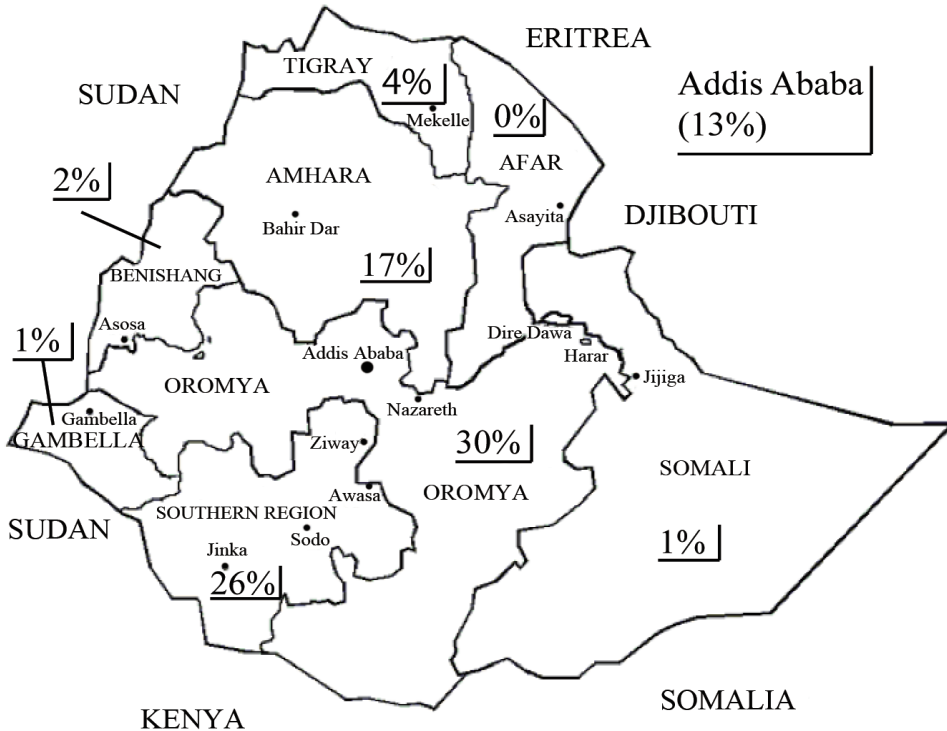 ERITREA
TIGRAY
4%
Addis Ababa
(13%)
SUDAN
Mekelle
0%
AFAR
AMHARA
2%
Asayita
DJIBOUTI
Bahir Dar
17%
BENISHANG
Asosa
1%
Dire Dawa
Addis Ababa
Harar
OROMYA
Jijiga
Nazareth
Gambella
GAMBELLA
Ziway
30%
SOMALI
Awasa
OROMYA
SOUTHERN REGION
SUDAN
Sodo
Jinka
1%
26%
SOMALIA
KENYA